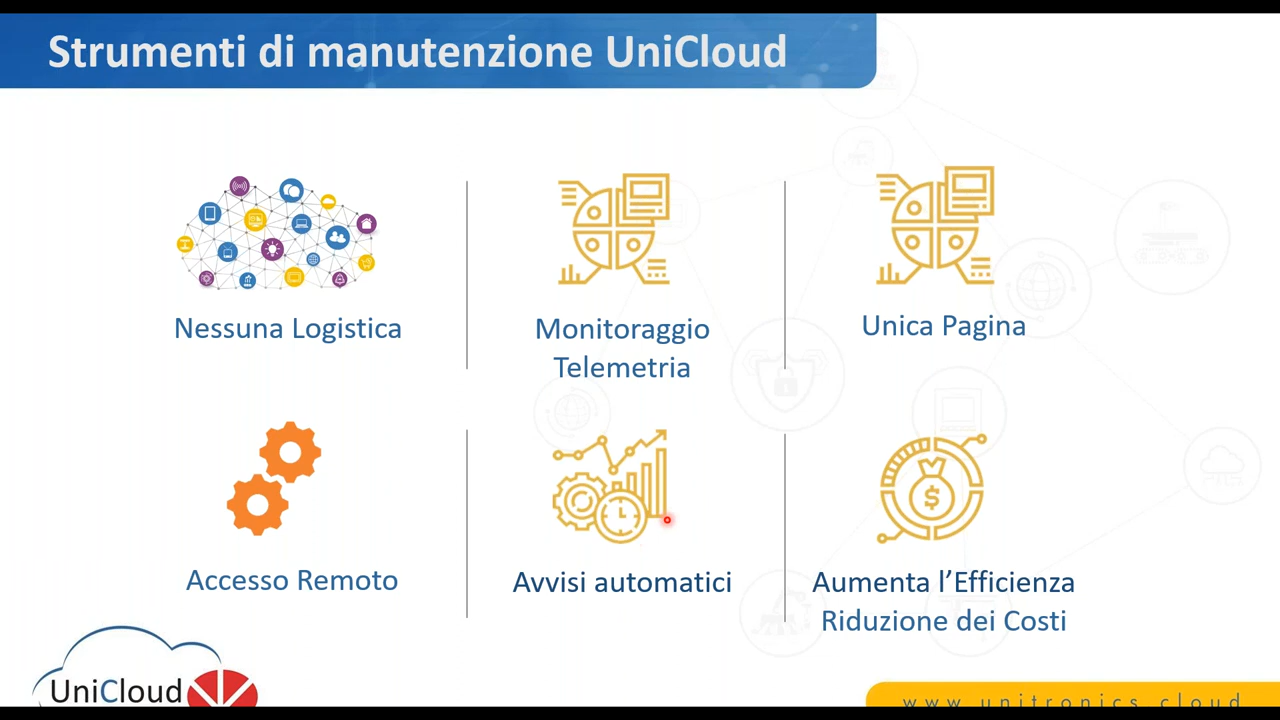 Strumenti di manutenzione UniCloud
Nessuna Logistica
Monitoraggio
Telemetria
Unica Pagina
Accesso Remoto
Avvisi automatici
Aumenta l’Efficienza
Riduzione dei Costi
UniCloud
www.unitronics.cloud